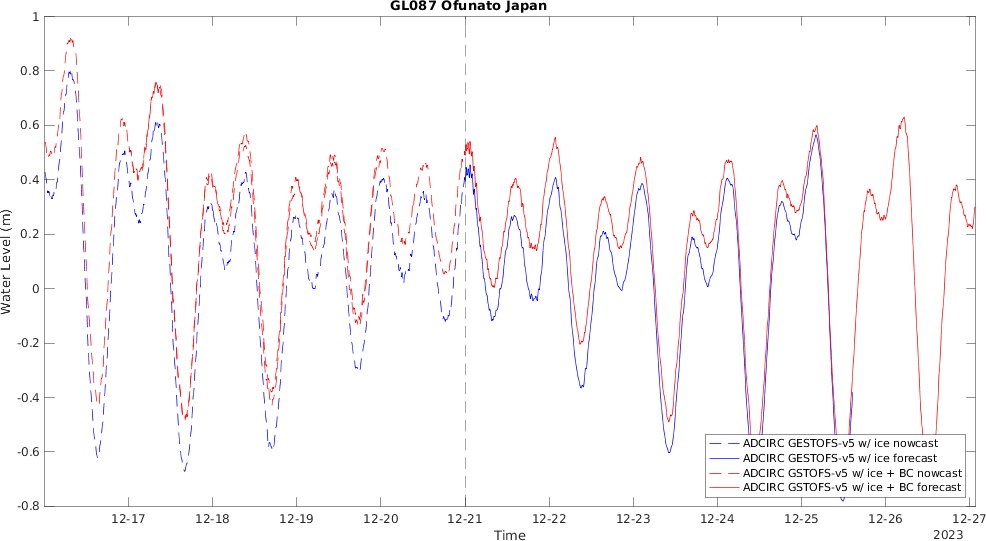 GL087 Ofunato Japan
Water Level (m)
1
0.8
0.6
0.4
0.2
0
-0.2
-0.4
-0.6
-0.8
ADCIRC GESTOFS-v5 w/ ice nowcast
ADCIRC GESTOFS-v5 w/ ice forecast
ADCIRC GSTOFS-v5 w/ ice + BC nowcast
ADCIRC GSTOFS-v5 w/ ice + BC forecast
12-17 12-18 12-19 12-20 12-21 12-22 12-23 12-24 12-25 12-26 12-27
Time
2023